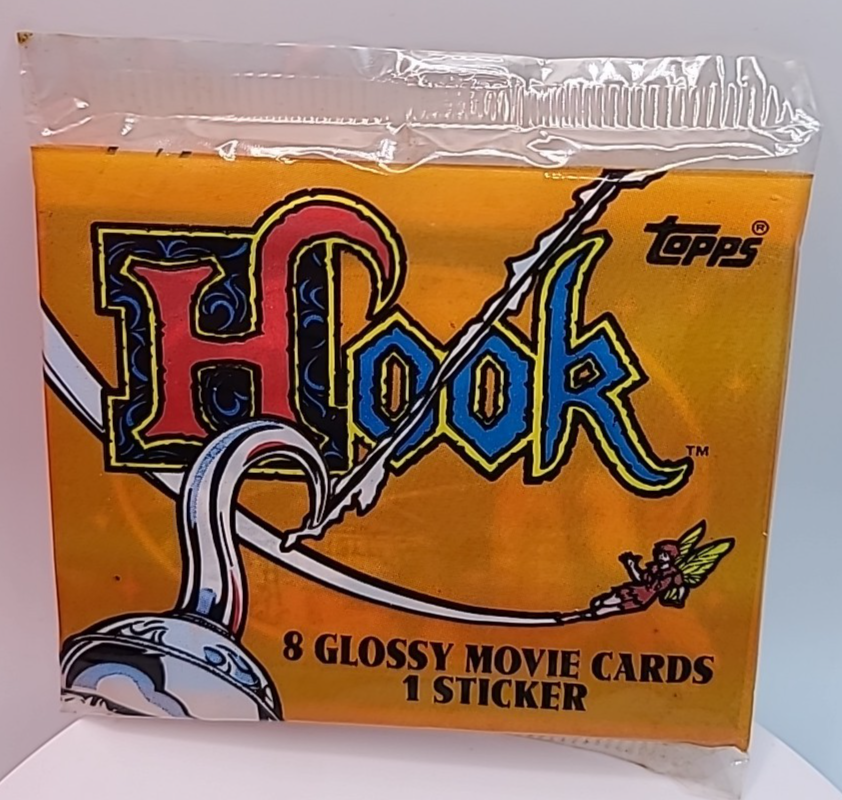 topps®
Hook™
8 GLOSSY MOVIE CARDS
1 STICKER